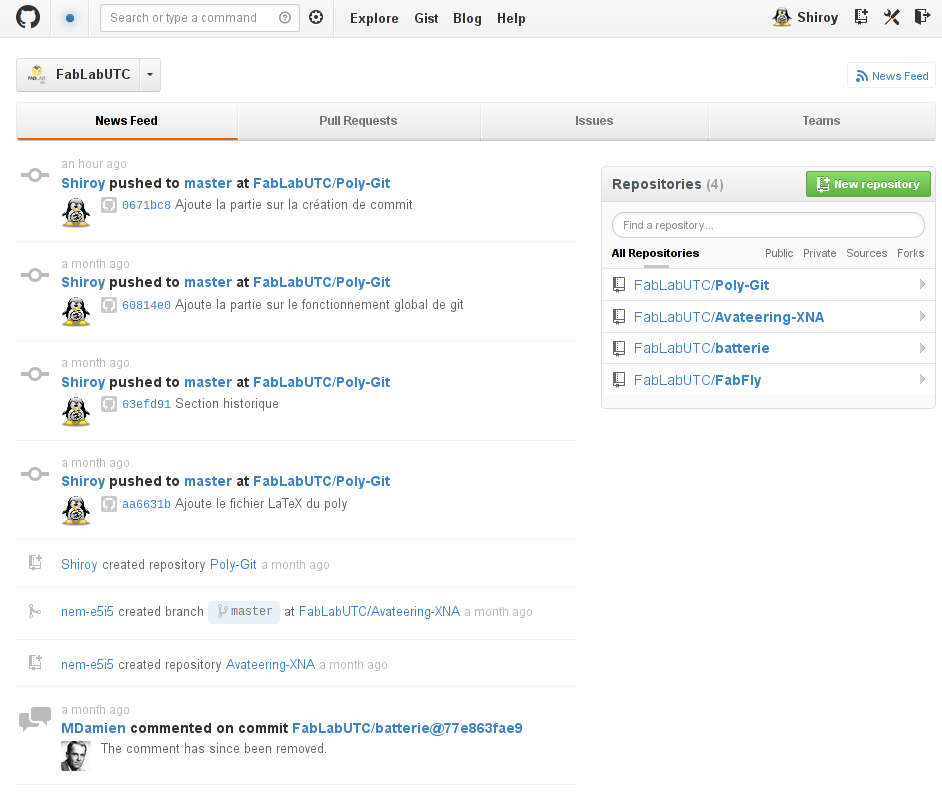 Search or type a command
Explore Gist Blog Help
Shiroy
FabLabUTC
News Feed
News Feed Pull Requests Issues Teams
an hour ago
Shiroy pushed to master at FabLabUTC/Poly-Git
0671bc8 Ajoute la partie sur la création de commit
a month ago
Shiroy pushed to master at FabLabUTC/Poly-Git
60814e0 Ajoute la partie sur le fonctionnement global de git
a month ago
Shiroy pushed to master at FabLabUTC/Poly-Git
63efd91 Section historique
a month ago
Shiroy pushed to master at FabLabUTC/Poly-Git
aa6631b Ajoute le fichier LaTeX du poly
Shiroy created repository Poly-Git a month ago
nem-e5i5 created branch master at FabLabUTC/Avateering-XNA a month ago
nem-e5i5 created repository Avateering-XNA a month ago
a month ago
MDamien commented on commit FabLabUTC/batterie@77e863fae9
The comment has since been removed.
Repositories (4)
New repository
Find a repository...
All Repositories Public Private Sources Forks
FabLabUTC/Poly-Git
FabLabUTC/Avateering-XNA
FabLabUTC/batterie
FabLabUTC/FabFly